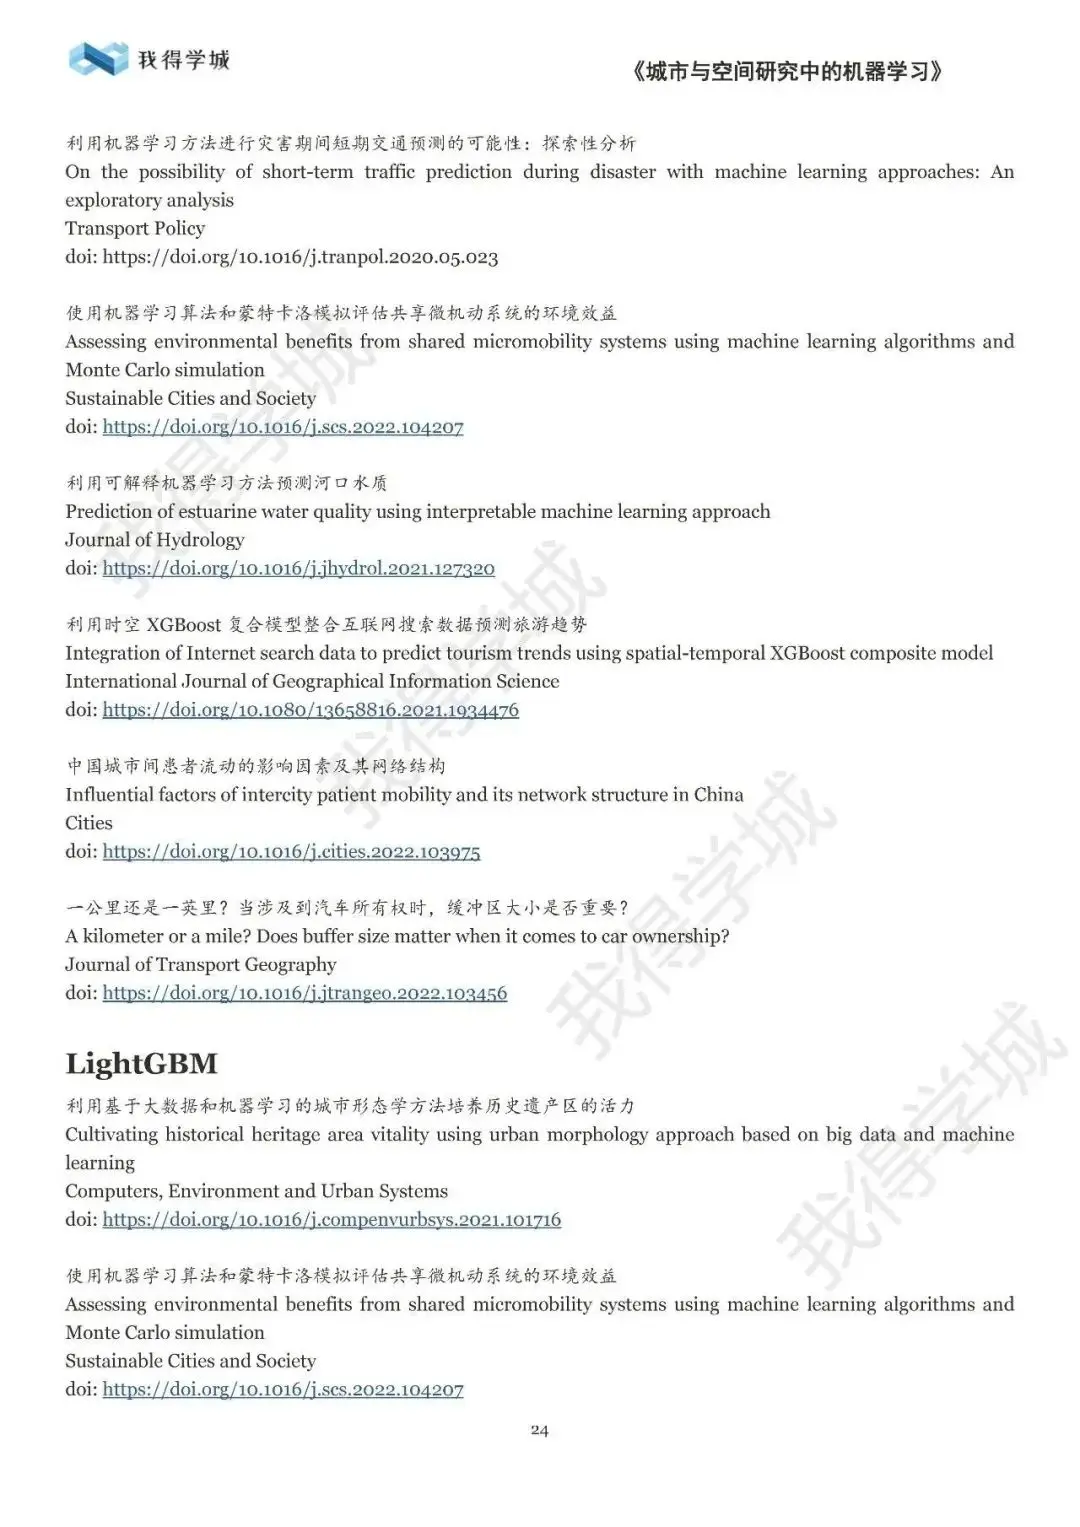 我得学城
《城市与空间研究中的机器学习》
利用机器学习方法进行灾害期间短期交通预测的可能性：探索性分析
On the possibility of short-term traffic prediction during disaster with machine learning approaches: An
exploratory analysis
Transport Policy
doi: https://doi.org/10.1016/j.tranpol.2020.05.023
使用机器学习算法和蒙特卡洛模拟评估共享微机动系统的环境效益
Assessing environmental benefits from shared micromobility systems using machine learning algorithms and
Monte Carlo simulation
Sustainable Cities and Society
doi: https://doi.org/10.1016/j.scs.2022.104207
利用可解释机器学习方法预测河口水质
Prediction of estuarine water quality using interpretable machine learning approach
Journal of Hydrology
doi: https://doi.org/10.1016/j.jhydrol.2021.127320
利用时空 XGBoost 复合模型整合互联网搜索数据预测旅游趋势
Integration of Internet search data to predict tourism trends using spatial-temporal XGBoost composite model
International Journal of Geographical Information Science
doi: https://doi.org/10.1080/13658816.2021.1934476
中国城市间患者流动的影响因素及其网络结构
Influential factors of intercity patient mobility and its network structure in China
Cities
doi: https://doi.org/10.1016/j.cities.2022.103975
一公里还是一英里？当涉及到汽车所有权时，缓冲区大小是否重要？
A kilometer or a mile? Does buffer size matter when it comes to car ownership?
Journal of Transport Geography
doi: https://doi.org/10.1016/j.jtrangeo.2022.103456
LightGBM
利用基于大数据和机器学习的城市形态学方法培养历史遗产区的活力
Cultivating historical heritage area vitality using urban morphology approach based on big data and machine
learning
Computers, Environment and Urban Systems
doi: https://doi.org/10.1016/j.compenvurbsys.2021.101716
使用机器学习算法和蒙特卡洛模拟评估共享微机动系统的环境效益
Assessing environmental benefits from shared micromobility systems using machine learning algorithms and
Monte Carlo simulation
Sustainable Cities and Society
doi: https://doi.org/10.1016/j.scs.2022.104207
24
我得学城
我得学城
我得学城
我得学城